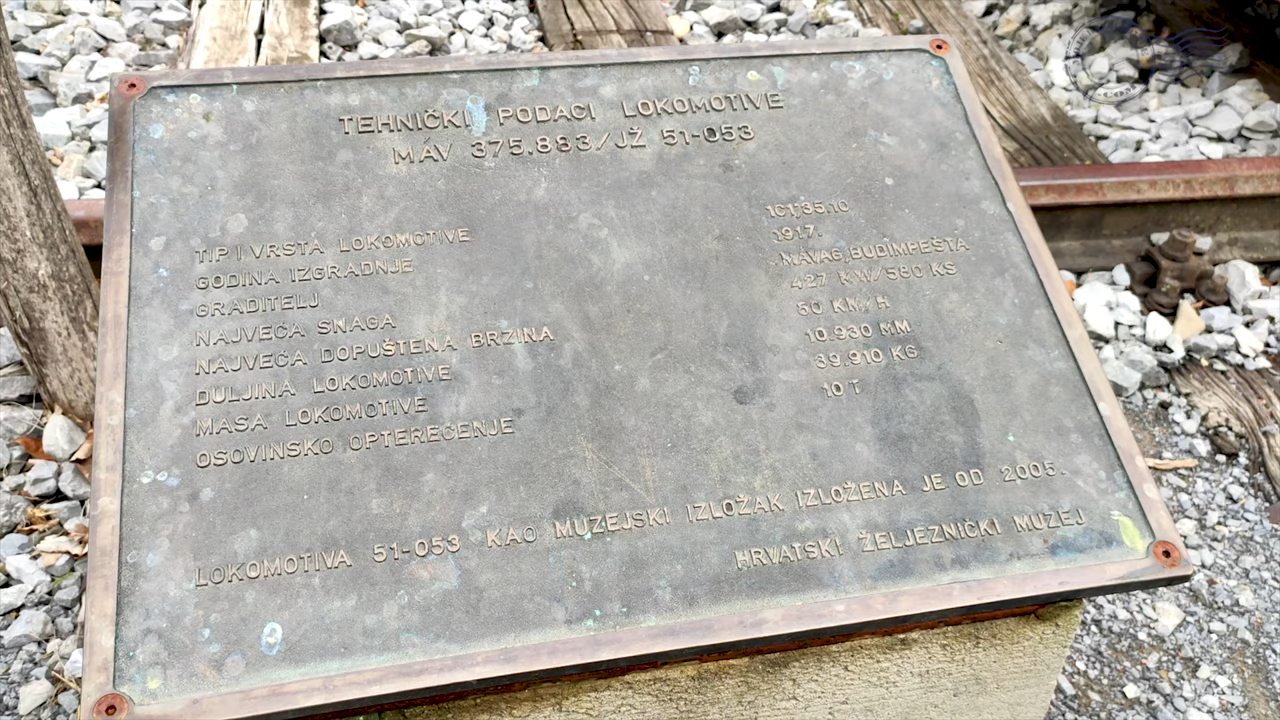 TEHNIČKI PODACI LOKOMOTIVE
MÁV 375.883/JŽ 51-053
TIP I VRSTA LOKOMOTIVE 1C1,35.10
GODINA IZGRADNJE 1917.
GRADITELJ MAVAG, BUDIMPEŠTA
NAJVEĆA SNAGA 427 KW/580 KS
NAJVEĆA DOPUŠTENA BRZINA 50 KM/H
DULJINA LOKOMOTIVE 10.930 MM
MASA LOKOMOTIVE 39.910 KG
OSOVINSKO OPTEREĆENJE 10 T
LOKOMOTIVA 51-053 KAO MUZEJSKI IZLOŽAK IZLOŽENA JE OD 2005.
HRVATSKI ŽELJEZNIČKI MUZEJ